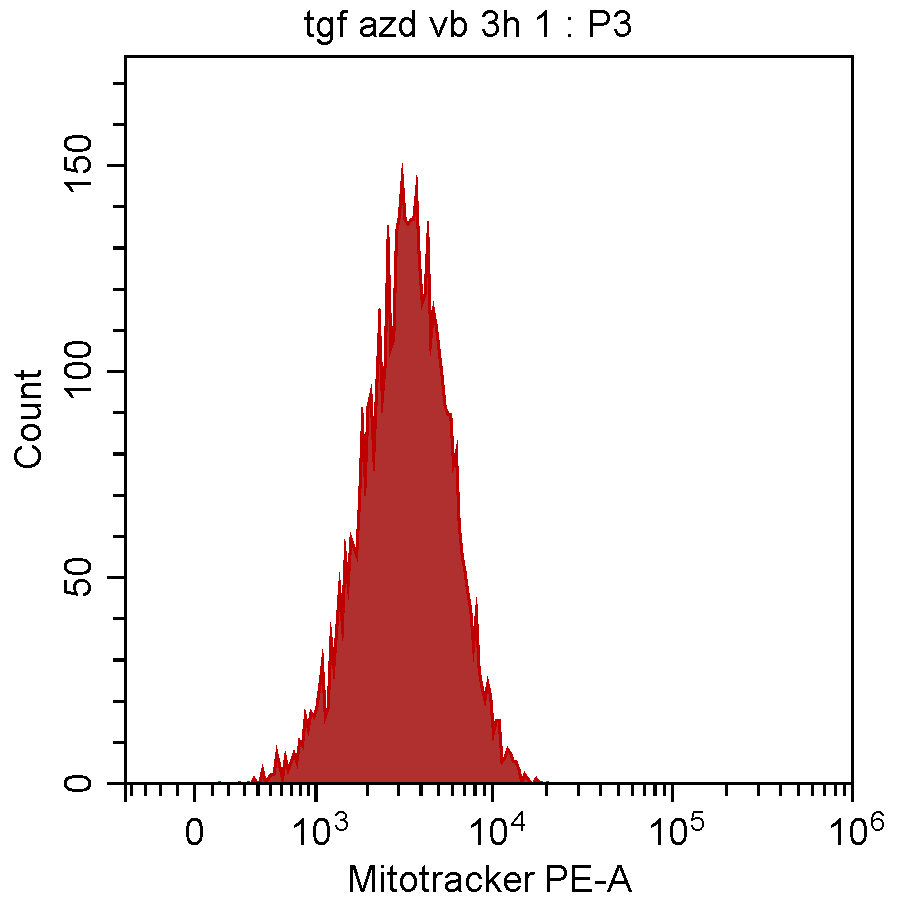 tgf azd vb 3h 1 : P3
150
100
50
0
Count
0 10³ 10⁴ 10⁵ 10⁶
Mitotracker PE-A